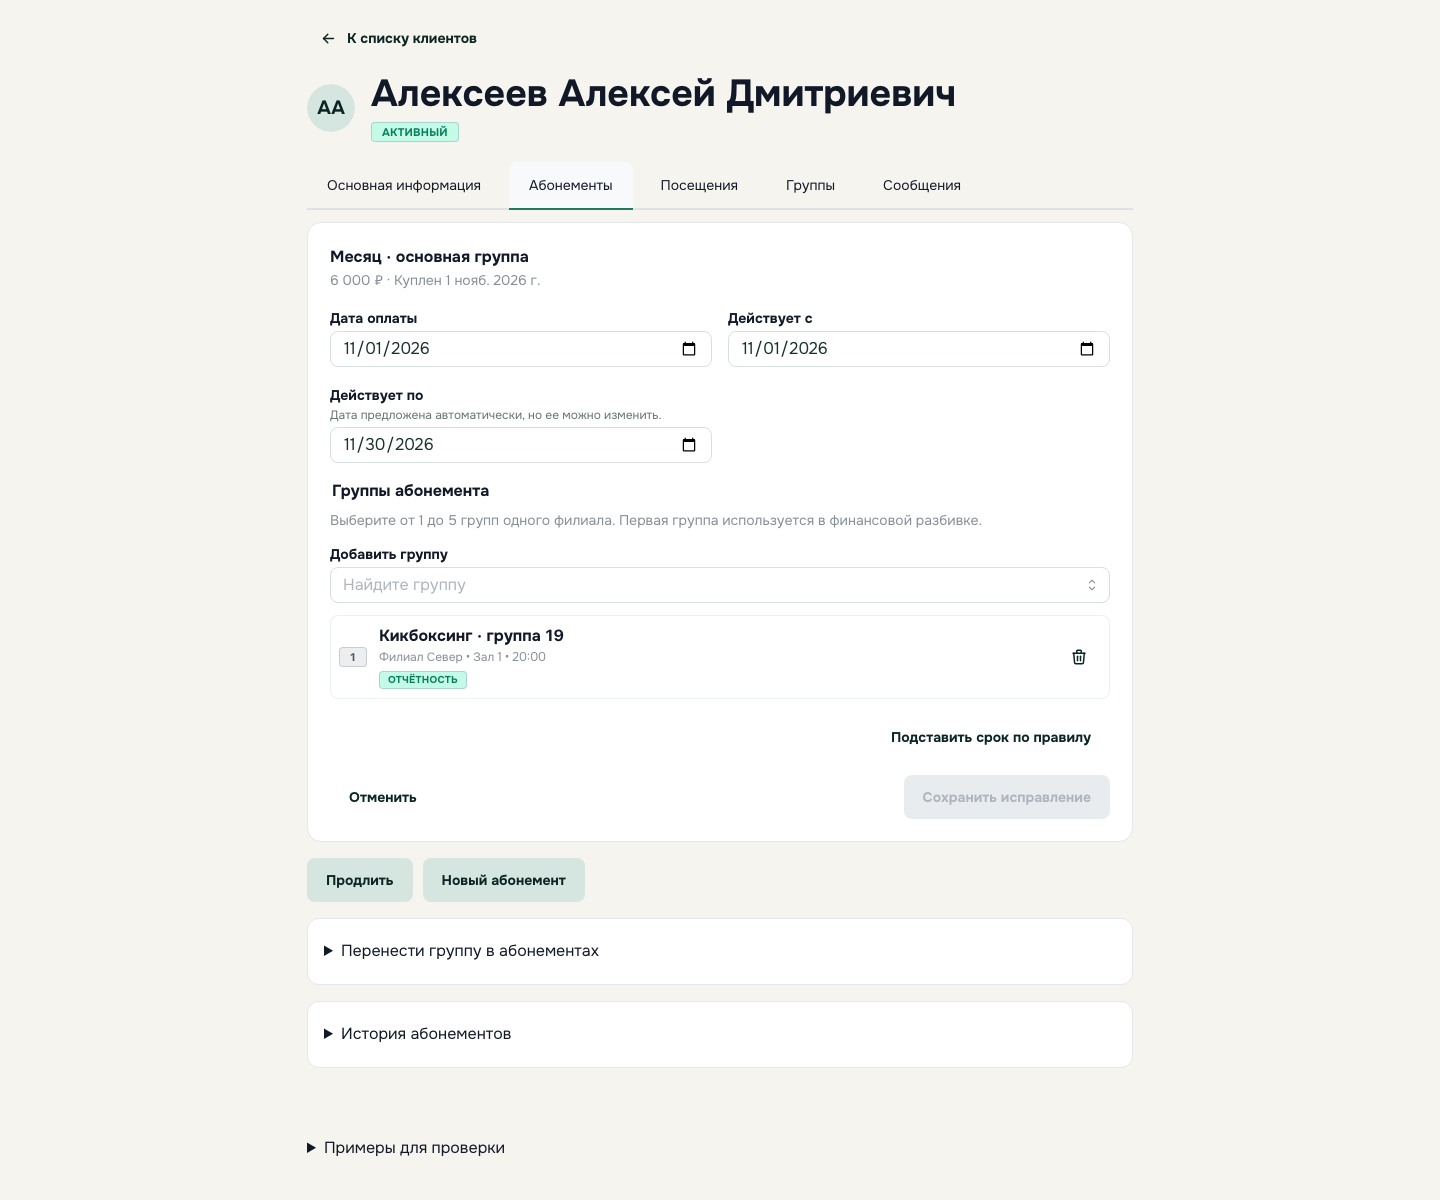 К списку клиентов
АА
Алексеев Алексей Дмитриевич
АКТИВНЫЙ
Основная информация
Абонементы
Посещения
Группы
Сообщения
Месяц · основная группа
6 000 ₽ · Куплен 1 нояб. 2026 г.
Дата оплаты
11/01/2026
Действует с
11/01/2026
Действует по
Дата предложена автоматически, но ее можно изменить.
11/30/2026
Группы абонемента
Выберите от 1 до 5 групп одного филиала. Первая группа используется в финансовой разбивке.
Добавить группу
Найдите группу
1
Кикбоксинг · группа 19
Филиал Север • Зал 1 • 20:00
ОТЧЁТНОСТЬ
Подставить срок по правилу
Отменить
Сохранить исправление
Продлить
Новый абонемент
Перенести группу в абонементах
История абонементов
Примеры для проверки